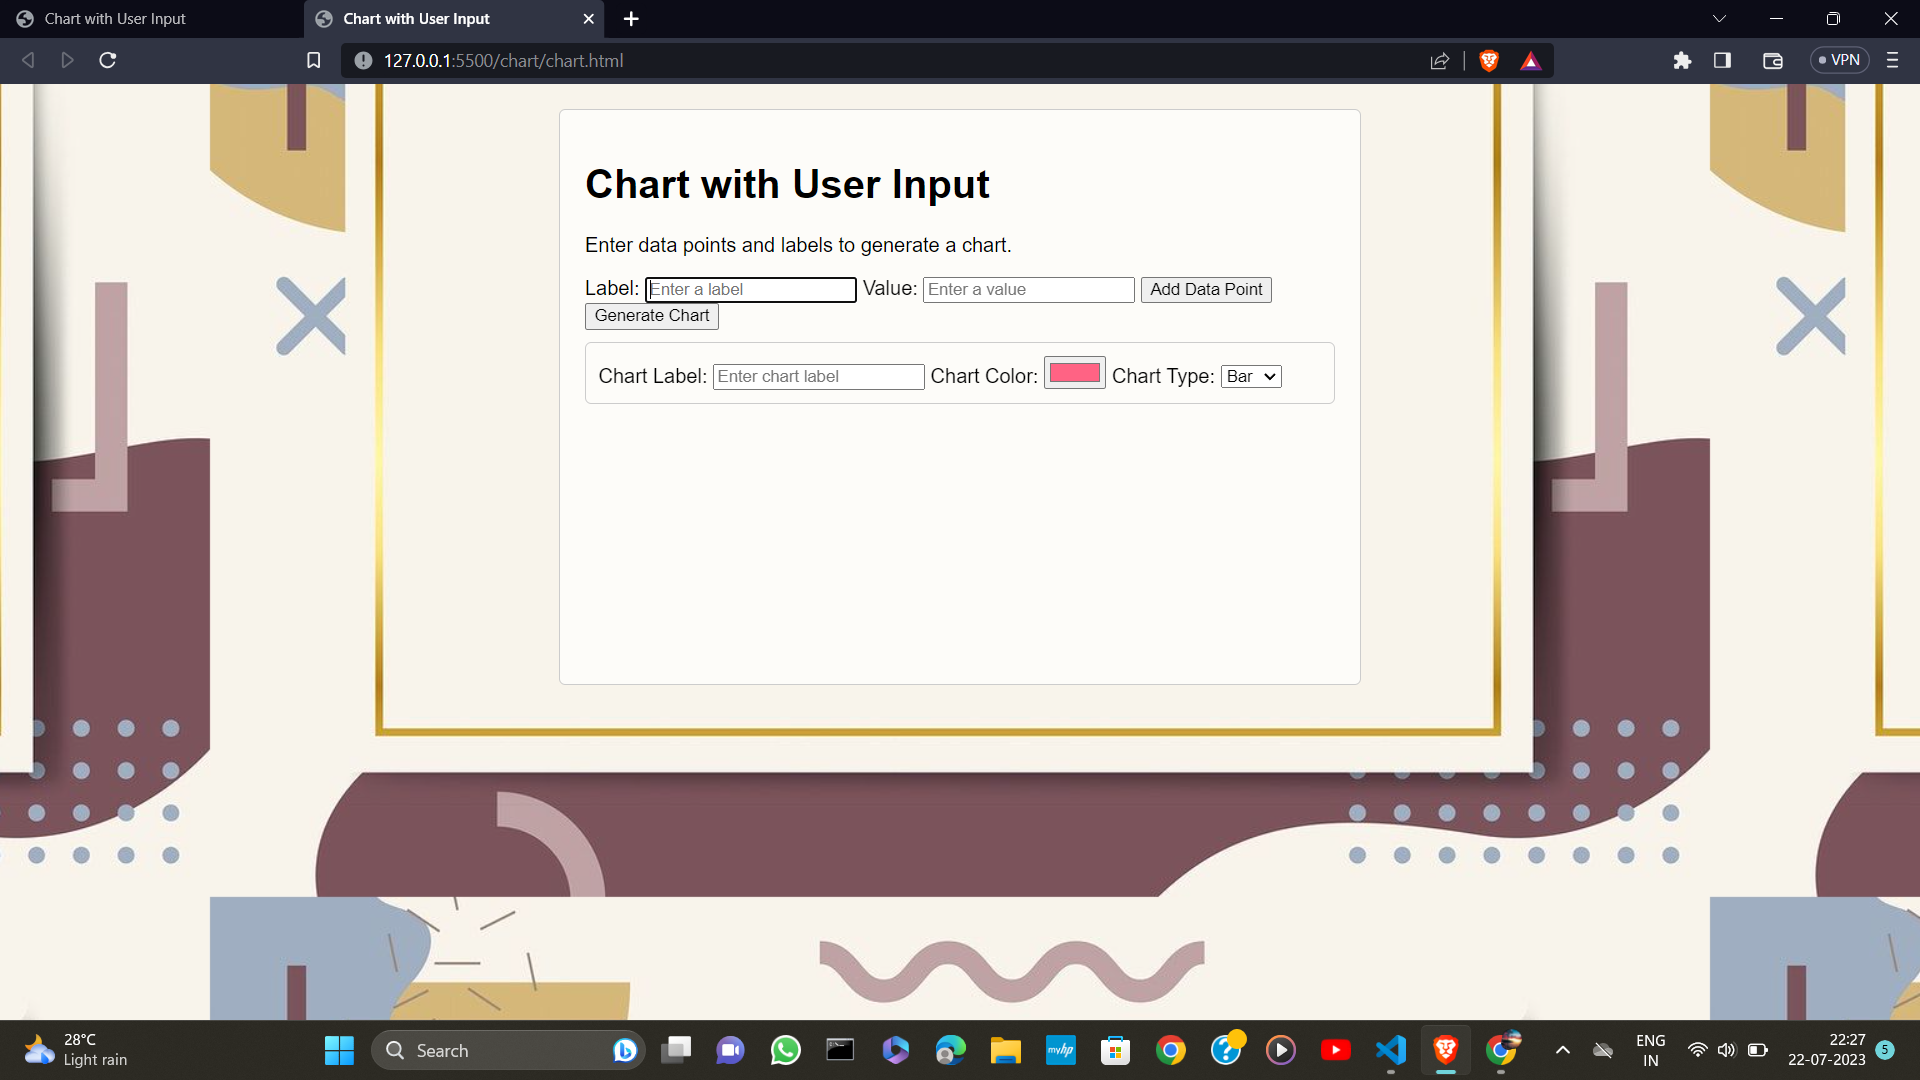 Chart with User Input
Chart with User Input
127.0.0.1:5500/chart/chart.html
VPN
Chart with User Input
Enter data points and labels to generate a chart.
Label: Enter a label Value: Enter a value Add Data Point
Generate Chart
Chart Label: Enter chart label Chart Color: Chart Type: Bar
28°C
Light rain
Search
myhp
ENG
IN
22:27
22-07-2023
5